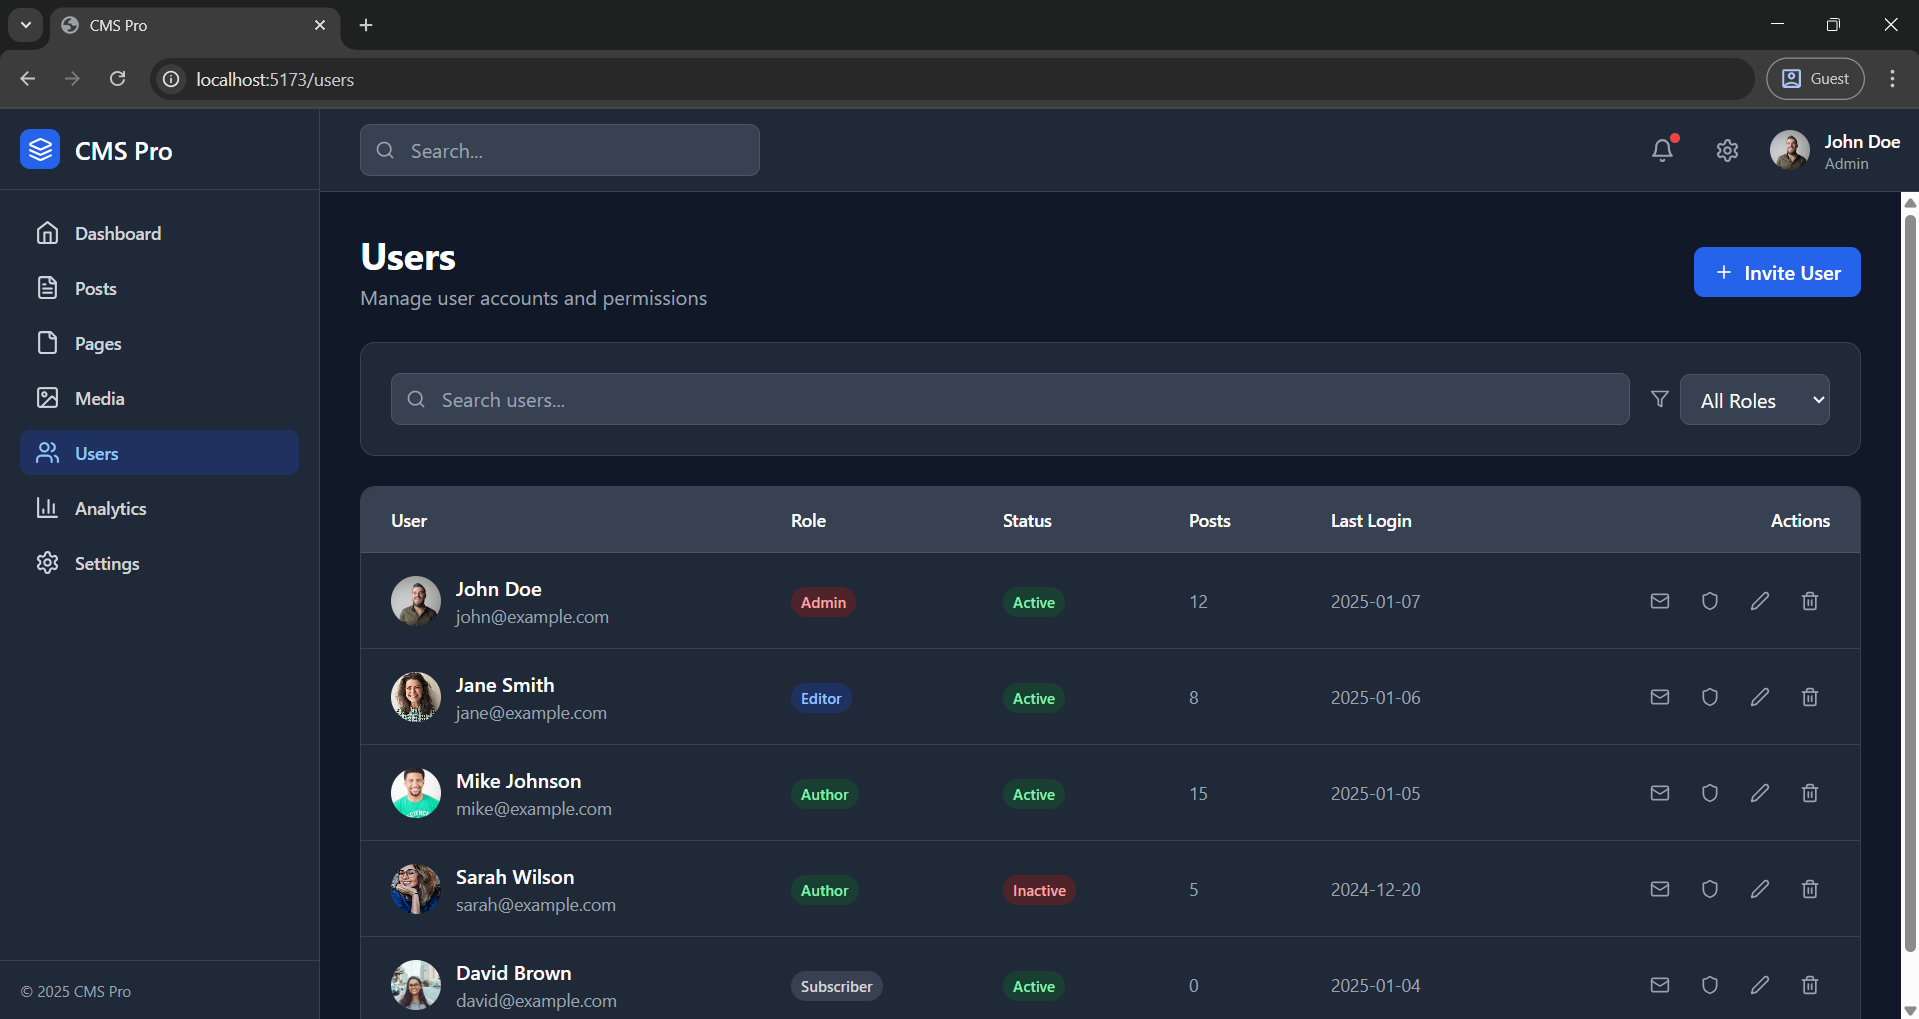 CMS Pro
localhost:5173/users
Guest
CMS Pro
Search...
John Doe
Admin
Dashboard
Posts
Pages
Media
Users
Analytics
Settings
© 2025 CMS Pro
Users
Manage user accounts and permissions
+ Invite User
Search users...
All Roles
User Role Status Posts Last Login Actions
John Doe
john@example.com
Admin Active 12 2025-01-07
Jane Smith
jane@example.com
Editor Active 8 2025-01-06
Mike Johnson
mike@example.com
Author Active 15 2025-01-05
Sarah Wilson
sarah@example.com
Author Inactive 5 2024-12-20
David Brown
david@example.com
Subscriber Active 0 2025-01-04